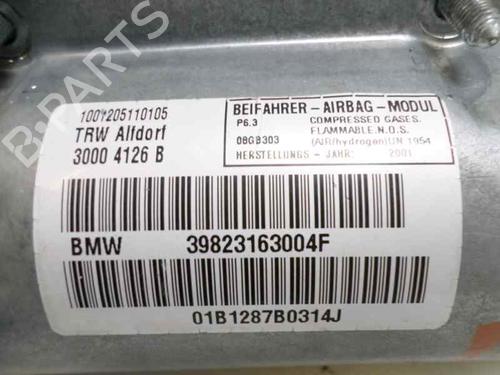 1001205110105
TRW Alfdorf
3000 4126 B
BEIFAHRER-AIRBAG-MODUL
P6.3 COMPRESSED GASES.
FLAMMABLE,N.O.S.
08GB303 (AIR/hydrogen)UN 1954
HERSTELLUNGS - JAHR: 2001
BMW 39823163004F
01B1287B0314J
B-PARTS